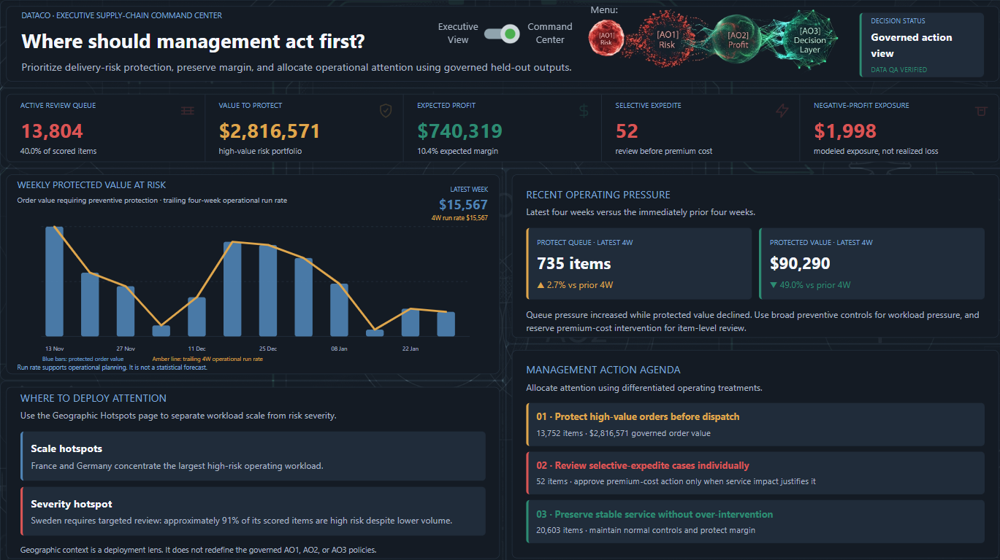 DATACO · EXECUTIVE SUPPLY-CHAIN COMMAND CENTER
Where should management act first?
Prioritize delivery-risk protection, preserve margin, and allocate operational attention using governed held-out outputs.
Executive
View
Command
Center
Menu:
[AO1]
Risk
[AO1]
Risk
[AO2]
Profit
[AO3]
Decision
Layer
DECISION STATUS
Governed action
view
DATA QA VERIFIED
ACTIVE REVIEW QUEUE
13,804
40.0% of scored items
VALUE TO PROTECT
$2,816,571
high-value risk portfolio
EXPECTED PROFIT
$740,319
10.4% expected margin
SELECTIVE EXPEDITE
52
review before premium cost
NEGATIVE-PROFIT EXPOSURE
$1,998
modeled exposure, not realized loss
WEEKLY PROTECTED VALUE AT RISK
Order value requiring preventive protection · trailing four-week operational run rate
LATEST WEEK
$15,567
4W run rate $15,567
13 Nov
27 Nov
11 Dec
25 Dec
08 Jan
22 Jan
Blue bars: protected order value
Amber line: trailing 4W operational run rate
Run rate supports operational planning. It is not a statistical forecast.
RECENT OPERATING PRESSURE
Latest four weeks versus the immediately prior four weeks.
PROTECT QUEUE · LATEST 4W
735 items
▲ 2.7% vs prior 4W
PROTECTED VALUE · LATEST 4W
$90,290
▼ 49.0% vs prior 4W
Queue pressure increased while protected value declined. Use broad preventive controls for workload pressure, and
reserve premium-cost intervention for item-level review.
WHERE TO DEPLOY ATTENTION
Use the Geographic Hotspots page to separate workload scale from risk severity.
Scale hotspots
France and Germany concentrate the largest high-risk operating workload.
Severity hotspot
Sweden requires targeted review: approximately 91% of its scored items are high risk despite lower volume.
Geographic context is a deployment lens. It does not redefine the governed AO1, AO2, or AO3 policies.
MANAGEMENT ACTION AGENDA
Allocate attention using differentiated operating treatments.
01 · Protect high-value orders before dispatch
13,752 items · $2,816,571 governed order value
02 · Review selective-expedite cases individually
52 items · approve premium-cost action only when service impact justifies it
03 · Preserve stable service without over-intervention
20,603 items · maintain normal controls and protect margin